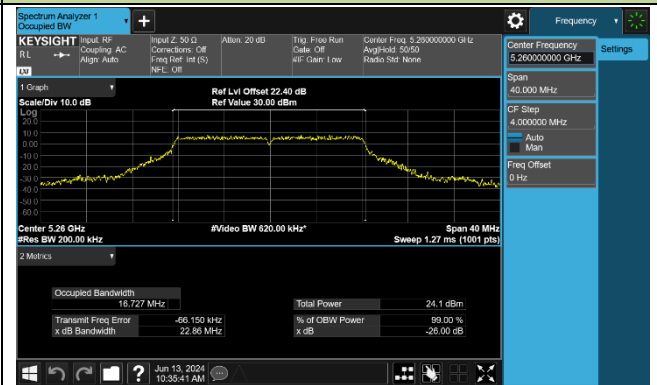 Spectrum Analyzer 1
Occupied BW
Frequency
KEYSIGHT
RL
LXI
Input: RF
Coupling: AC
Align: Auto
Input Z: 50 Ω
Corrections: Off
Freq Ref: Int (S)
NFE: Off
Atten: 20 dB
Trig: Free Run
Gate: Off
#IF Gain: Low
Center Freq: 5.260000000 GHz
Avg|Hold: 50/50
Radio Std: None
Center Frequency
5.260000000 GHz
Settings
Span
40.000 MHz
CF Step
4.000000 MHz
Auto
Man
Freq Offset
0 Hz
1 Graph
Scale/Div 10.0 dB
Ref Lvl Offset 22.40 dB
Ref Value 30.00 dBm
Log
20.0
10.0
0.00
-10.0
-20.0
-30.0
-40.0
-50.0
-60.0
Center 5.26 GHz
#Res BW 200.00 kHz
#Video BW 620.00 kHz*
Span 40 MHz
Sweep 1.27 ms (1001 pts)
2 Metrics
Occupied Bandwidth
16.727 MHz
Total Power 24.1 dBm
Transmit Freq Error -66.150 kHz
% of OBW Power 99.00 %
x dB Bandwidth 22.86 MHz
x dB -26.00 dB
?
Jun 13, 2024
10:35:41 AM